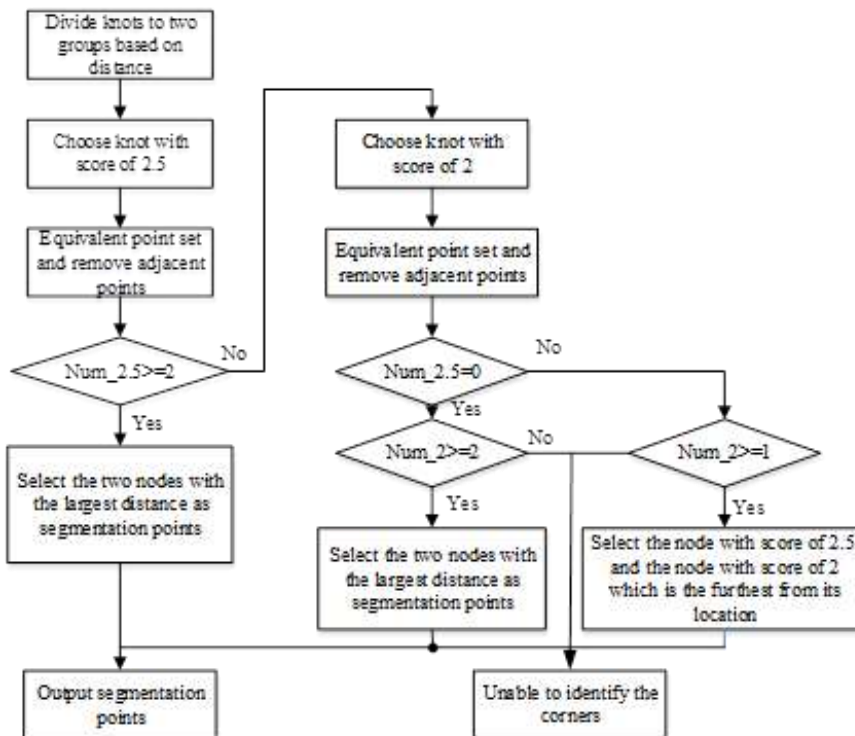 Divide knots to two
groups based on
distance
Choose knot with
score of 2.5
Equivalent point set
and remove adjacent
points
Num_2.5>=2
No
Yes
Select the two nodes with
the largest distance as
segmentation points
Output segmentation
points
Choose knot with
score of 2
Equivalent point set and
remove adjacent points
Num_2.5=0
No
Yes
Num_2>=2
No
Yes
Select the two nodes with
the largest distance as
segmentation points
Num_2>=1
Yes
Select the node with score of 2.5
and the node with score of 2
which is the furthest from its
location
Unable to identify the
corners